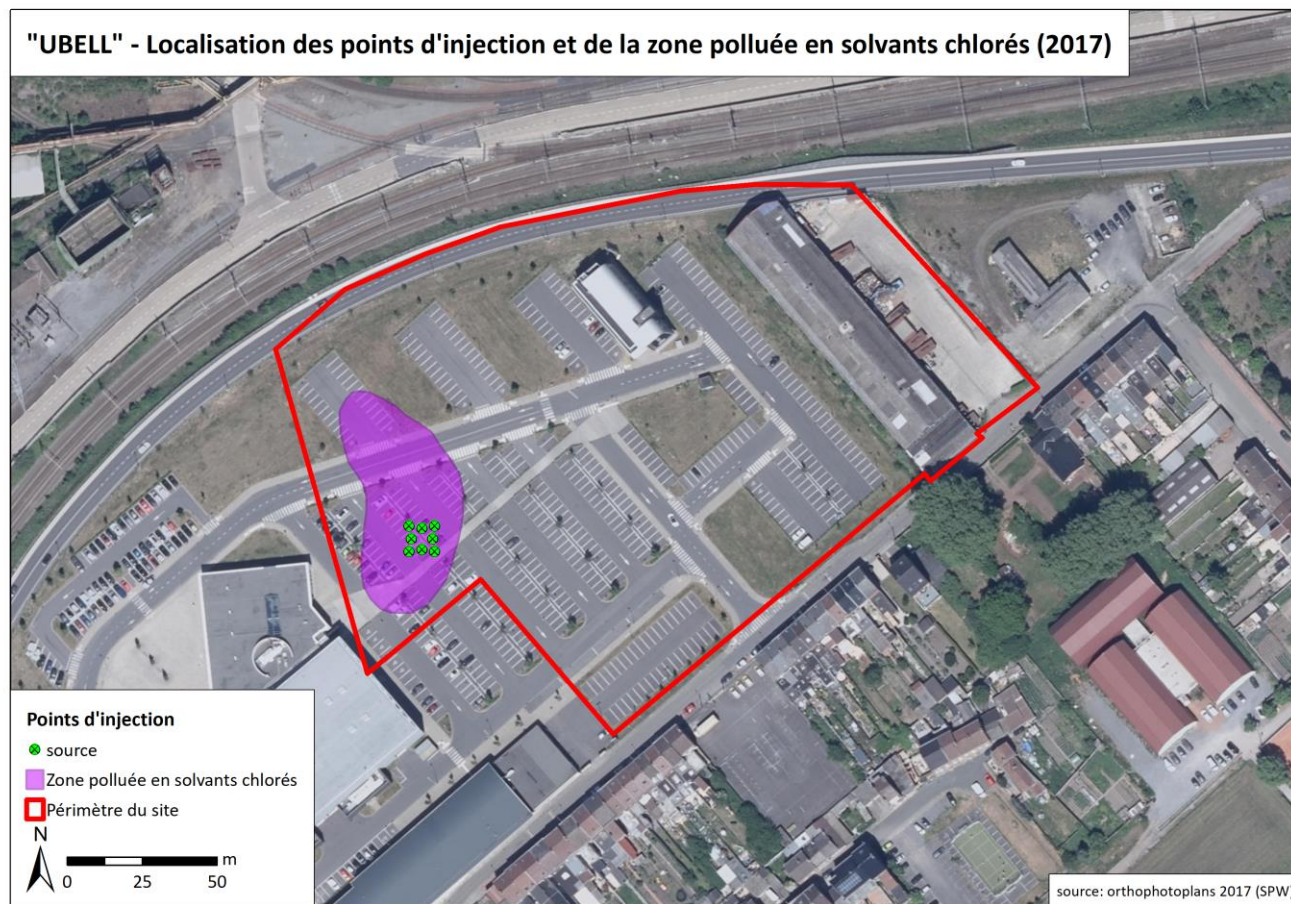 "UBELL" - Localisation des points d'injection et de la zone polluée en solvants chlorés (2017)
Points d'injection
source
Zone polluée en solvants chlorés
Périmètre du site
N
m
0 25 50
source: orthophotoplans 2017 (SPW)